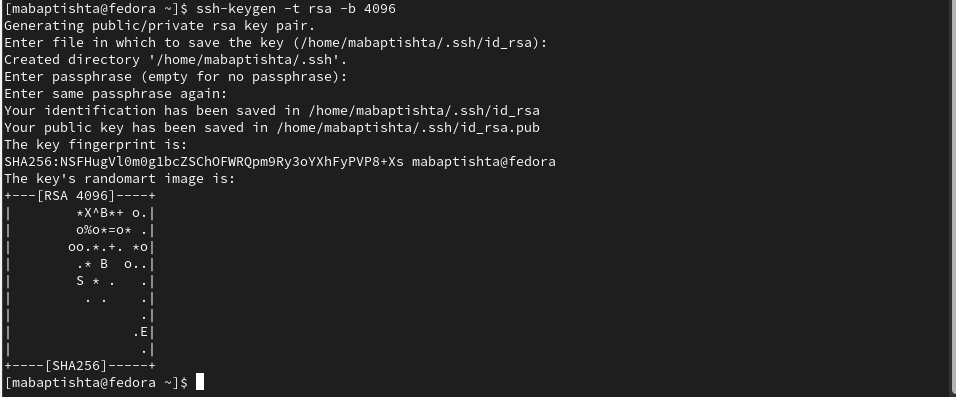 [mabaptishta@fedora ~]$ ssh-keygen -t rsa -b 4096
Generating public/private rsa key pair.
Enter file in which to save the key (/home/mabaptishta/.ssh/id_rsa):
Created directory '/home/mabaptishta/.ssh'.
Enter passphrase (empty for no passphrase):
Enter same passphrase again:
Your identification has been saved in /home/mabaptishta/.ssh/id_rsa
Your public key has been saved in /home/mabaptishta/.ssh/id_rsa.pub
The key fingerprint is:
SHA256:NSFHugVl0m0g1bcZSChOFWRQpm9Ry3oYXhFyPVP8+Xs mabaptishta@fedora
The key's randomart image is:
+---[RSA 4096]----+
|        *X^B*+ o.|
|        o%o*=o* .|
|       oo.*.+. *o|
|        .* B  o..|
|        S * .   .|
|         . .    .|
|                .|
|               .E|
|                .|
+----[SHA256]-----+
[mabaptishta@fedora ~]$